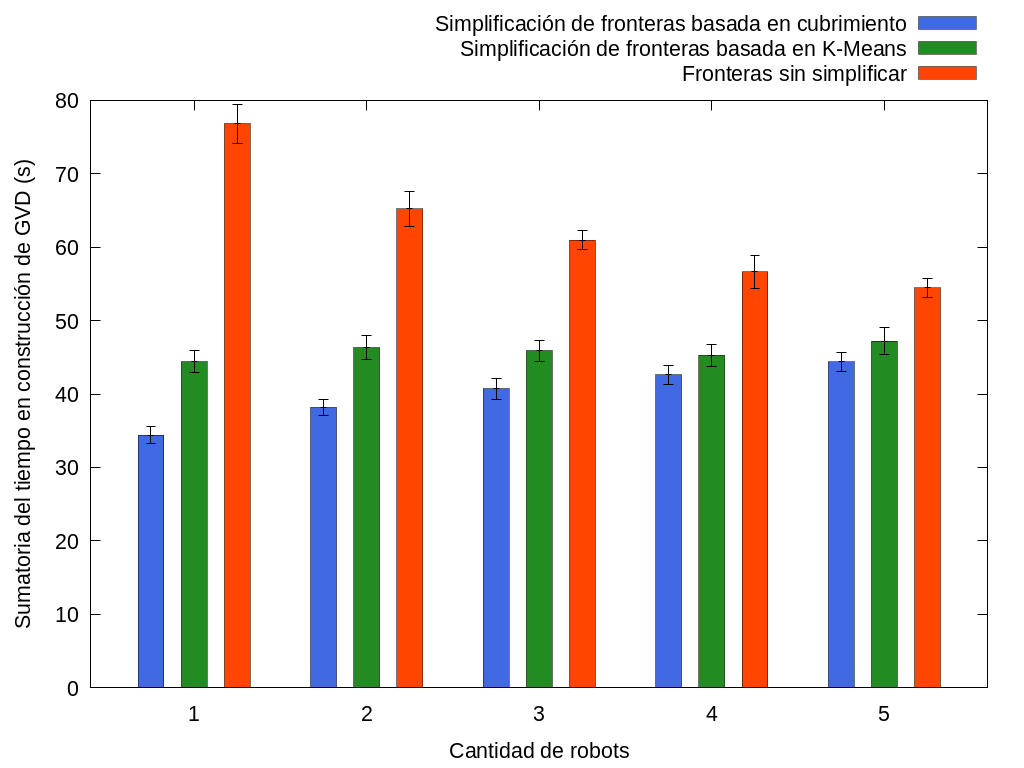 Simplificación de fronteras basada en cubrimiento
Simplificación de fronteras basada en K-Means
Fronteras sin simplificar
80
70
60
50
40
30
20
10
0
Sumatoria del tiempo en construcción de GVD (s)
1 2 3 4 5
Cantidad de robots